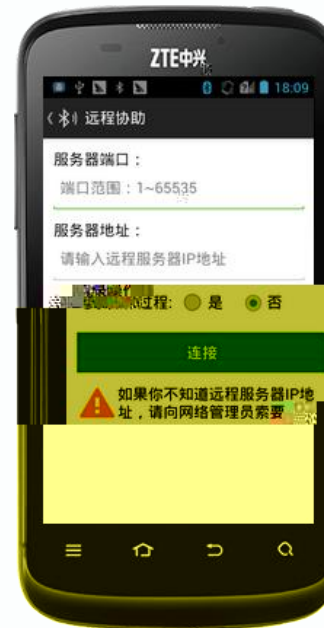 ZTE中兴
18:09
远程协助
服务器端口：
端口范围：1~65535
服务器地址：
请输入远程服务器IP地址
过程: 是 否
连接
如果你不知道远程服务器IP地
址，请向网络管理员索要